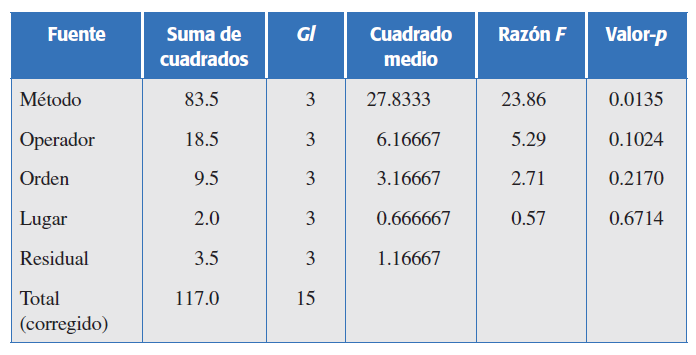 Fuente Suma de cuadrados Gl Cuadrado medio Razón F Valor-p
Método 83.5 3 27.8333 23.86 0.0135
Operador 18.5 3 6.16667 5.29 0.1024
Orden 9.5 3 3.16667 2.71 0.2170
Lugar 2.0 3 0.666667 0.57 0.6714
Residual 3.5 3 1.16667
Total 117.0 15
(corregido)